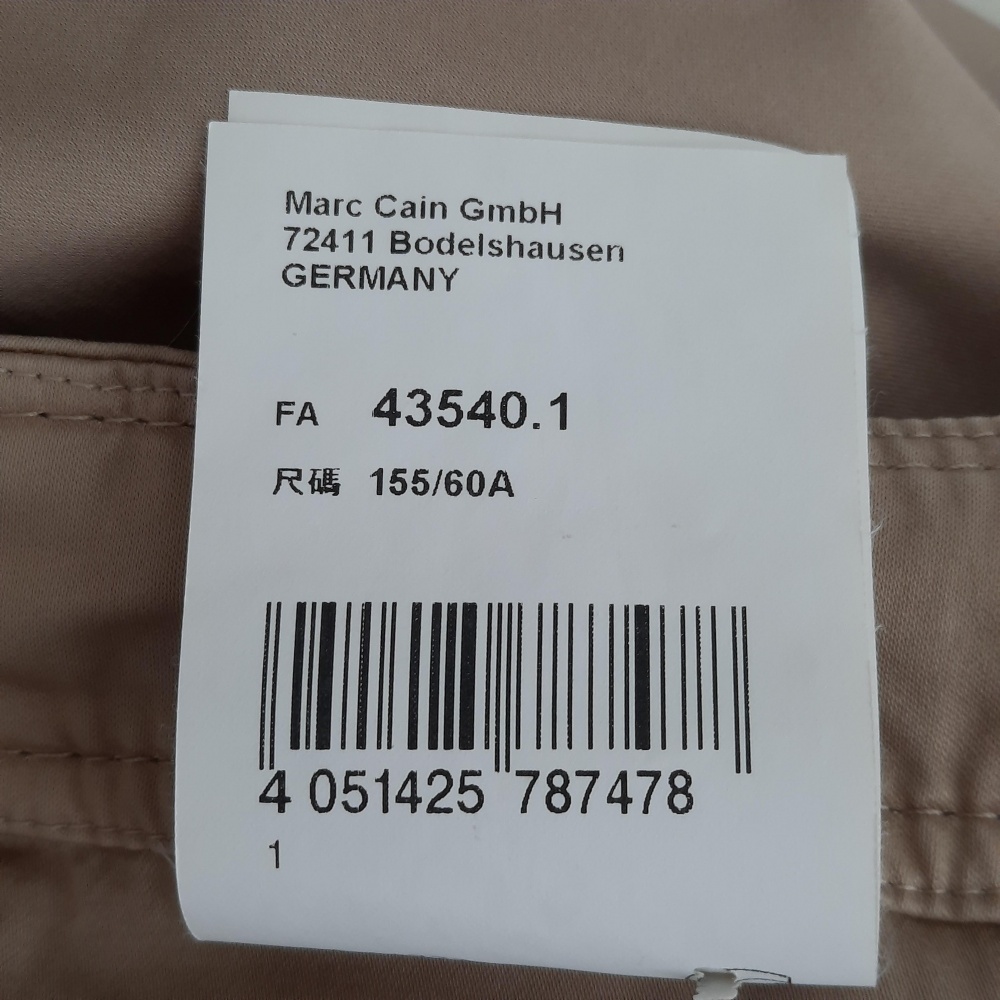 Marc Cain GmbH
72411 Bodelshausen
GERMANY
FA 43540.1
尺碼 155/60A
4 051425 787478
1